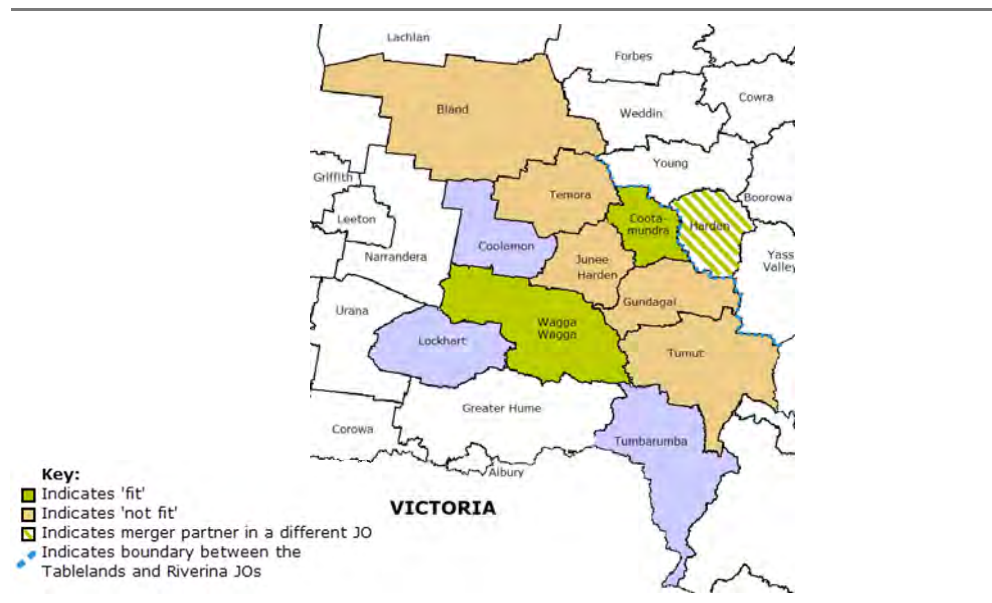 Lachlan
Forbes
Bland
Cowra
Weddin
Young
Griffith
Temora
Boorowa
Leeton
Coota-
mundra
Harden
Coolamon
Narrandera
Junee
Harden
Yass
Valley
Gundagai
Urana
Wagga
Wagga
Lockhart
Tumut
Greater Hume
Corowa
Tumbarumba
Albury
VICTORIA
Key:
Indicates 'fit'
Indicates 'not fit'
Indicates merger partner in a different JO
Indicates boundary between the
Tablelands and Riverina JOs